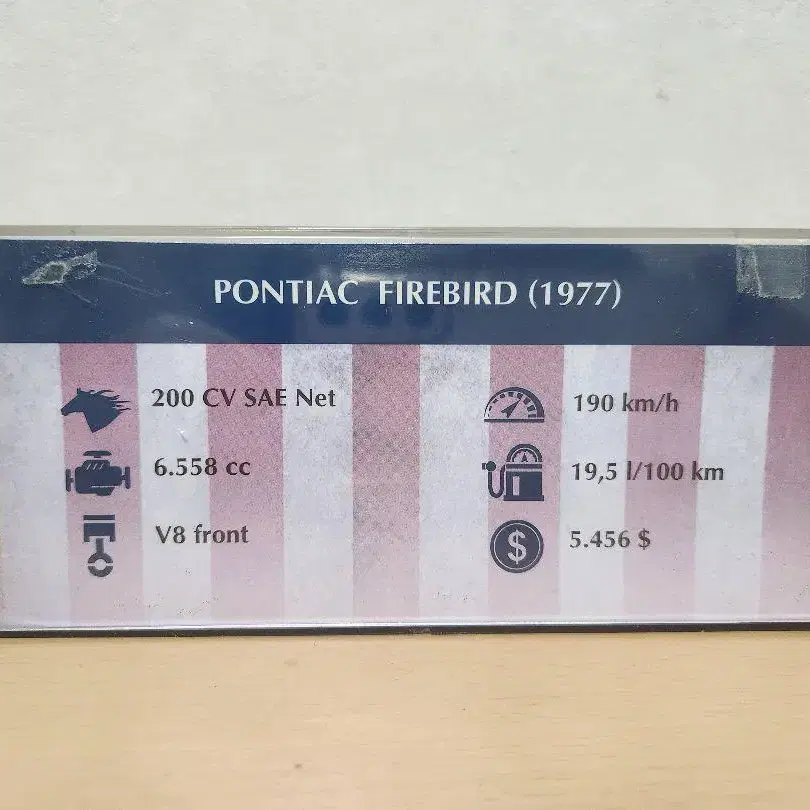 PONTIAC FIREBIRD (1977)
200 CV SAE Net
6.558 cc
V8 front
190 km/h
19,5 l/100 km
5.456 $